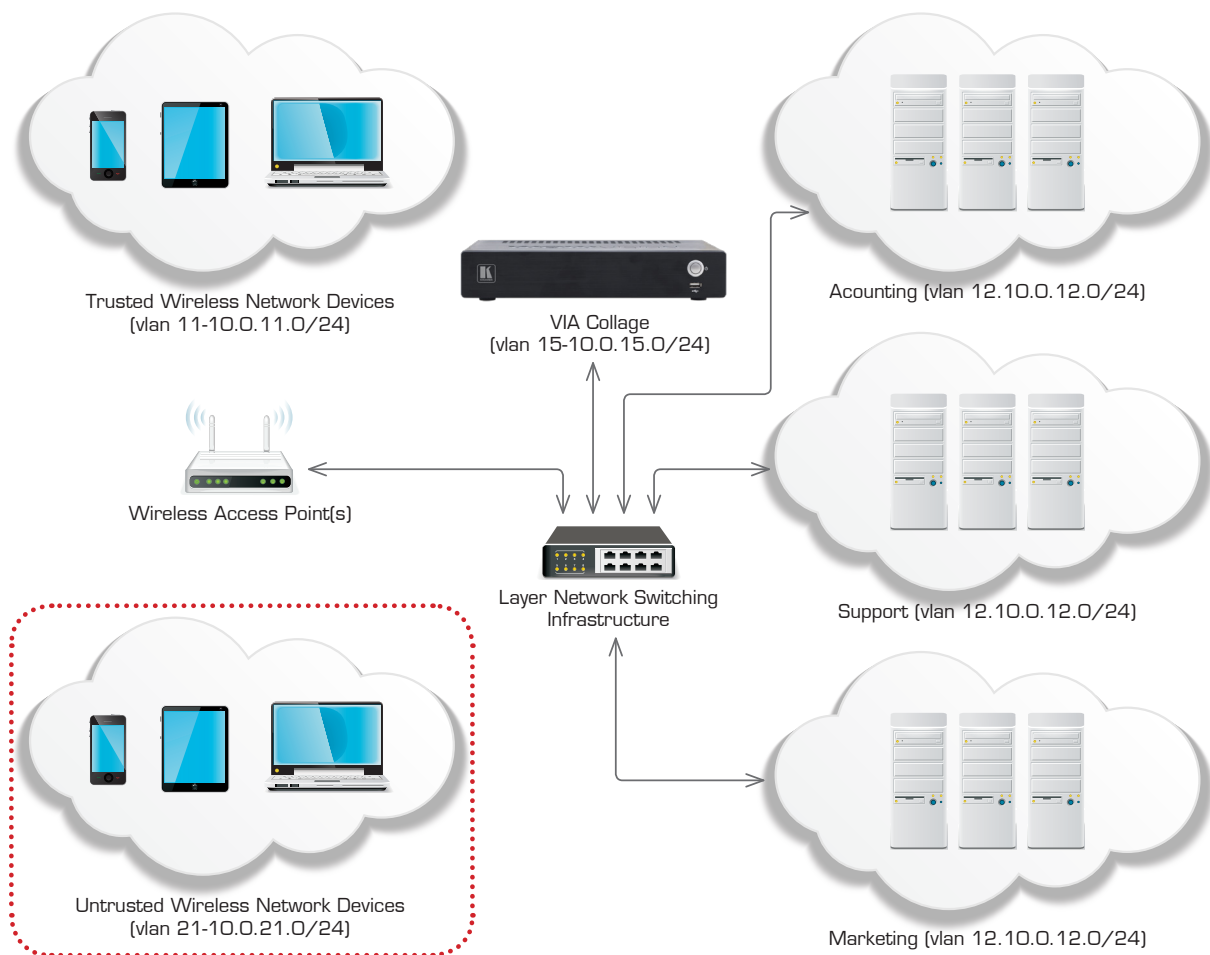 Trusted Wireless Network Devices
(vlan 11-10.0.11.0/24)
VIA Collage
(vlan 15-10.0.15.0/24)
Acounting (vlan 12.10.0.12.0/24)
Wireless Access Point(s)
Layer Network Switching
Infrastructure
Support (vlan 12.10.0.12.0/24)
Untrusted Wireless Network Devices
(vlan 21-10.0.21.0/24)
Marketing (vlan 12.10.0.12.0/24)